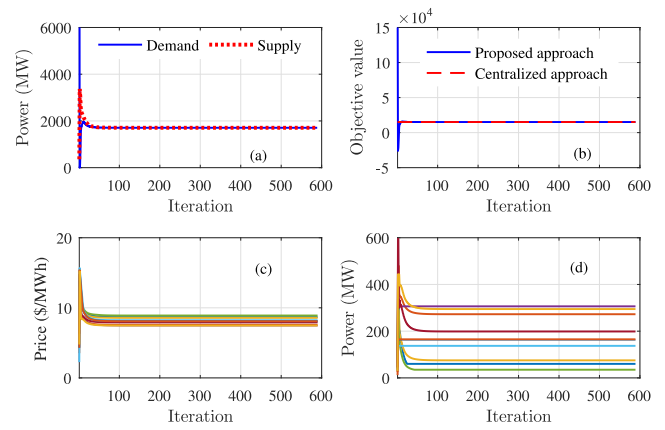 6000
4000
2000
0
Power (MW)
Demand
Supply
(a)
100 200 300 400 500 600
Iteration
×10⁴
15
10
5
0
-5
Objective value
Proposed approach
Centralized approach
(b)
100 200 300 400 500 600
Iteration
20
10
0
Price ($/MWh)
(c)
100 200 300 400 500 600
Iteration
600
400
200
0
Power (MW)
(d)
100 200 300 400 500 600
Iteration